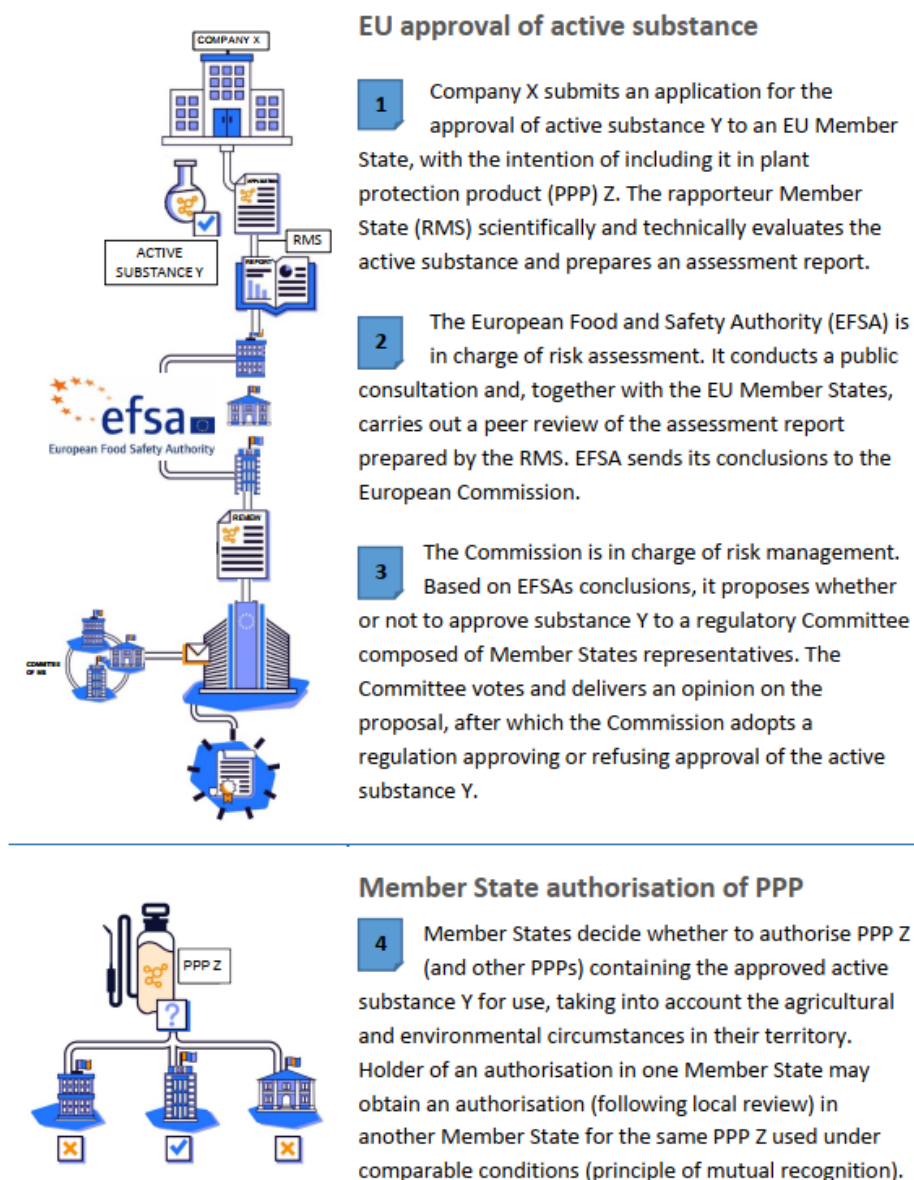 EU approval of active substance
COMPANY X
1
Company X submits an application for the
approval of active substance Y to an EU Member
State, with the intention of including it in plant
protection product (PPP) Z. The rapporteur Member
State (RMS) scientifically and technically evaluates the
active substance and prepares an assessment report.
APPLICATION
RMS
ACTIVE
SUBSTANCE Y
REPORT
2
The European Food and Safety Authority (EFSA) is
in charge of risk assessment. It conducts a public
consultation and, together with the EU Member States,
carries out a peer review of the assessment report
prepared by the RMS. EFSA sends its conclusions to the
European Commission.
efsa
European Food Safety Authority
REVIEW
3
The Commission is in charge of risk management.
Based on EFSAs conclusions, it proposes whether
or not to approve substance Y to a regulatory Committee
composed of Member States representatives. The
Committee votes and delivers an opinion on the
proposal, after which the Commission adopts a
regulation approving or refusing approval of the active
substance Y.
COMMITTEE
OF MS
Member State authorisation of PPP
4
Member States decide whether to authorise PPP Z
(and other PPPs) containing the approved active
substance Y for use, taking into account the agricultural
and environmental circumstances in their territory.
Holder of an authorisation in one Member State may
obtain an authorisation (following local review) in
another Member State for the same PPP Z used under
comparable conditions (principle of mutual recognition).
PPP Z
?